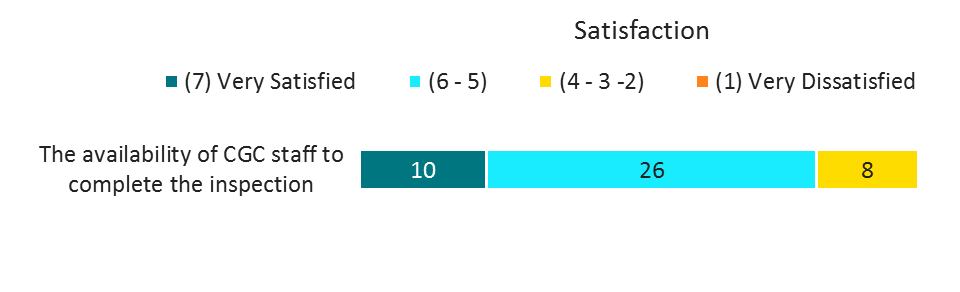 Satisfaction
(7) Very Satisfied (6 - 5) (4 - 3 -2) (1) Very Dissatisfied
The availability of CGC staff to
complete the inspection
10 26 8